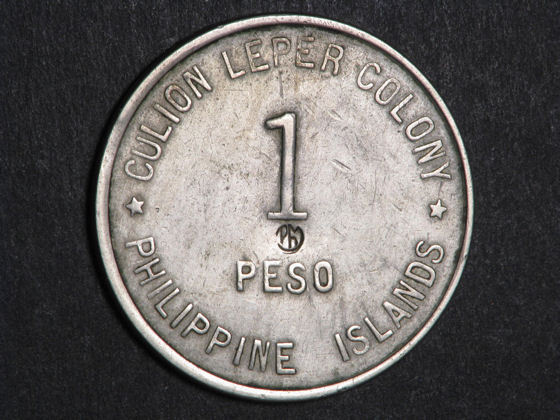 CULION LEPER COLONY
1
PM
PESO
PHILIPPINE ISLANDS